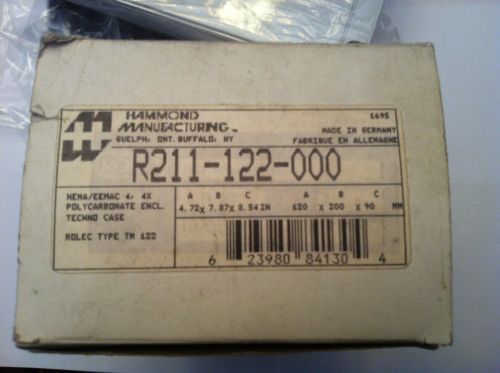 HAMMOND
MANUFACTURING™
GUELPH, ONT. BUFFALO, NY
1695
MADE IN GERMANY
FABRIQUE EN ALLEMAGNE
R211-122-000
NEMA/EEMAC 4, 4X
POLYCARBONATE ENCL.
TECHNO CASE
ROLEC TYPE TM 122
A B C A B C
4.72 x 7.87 x 3.54 IN 120 x 200 x 90 MM
6 23980 84130 4